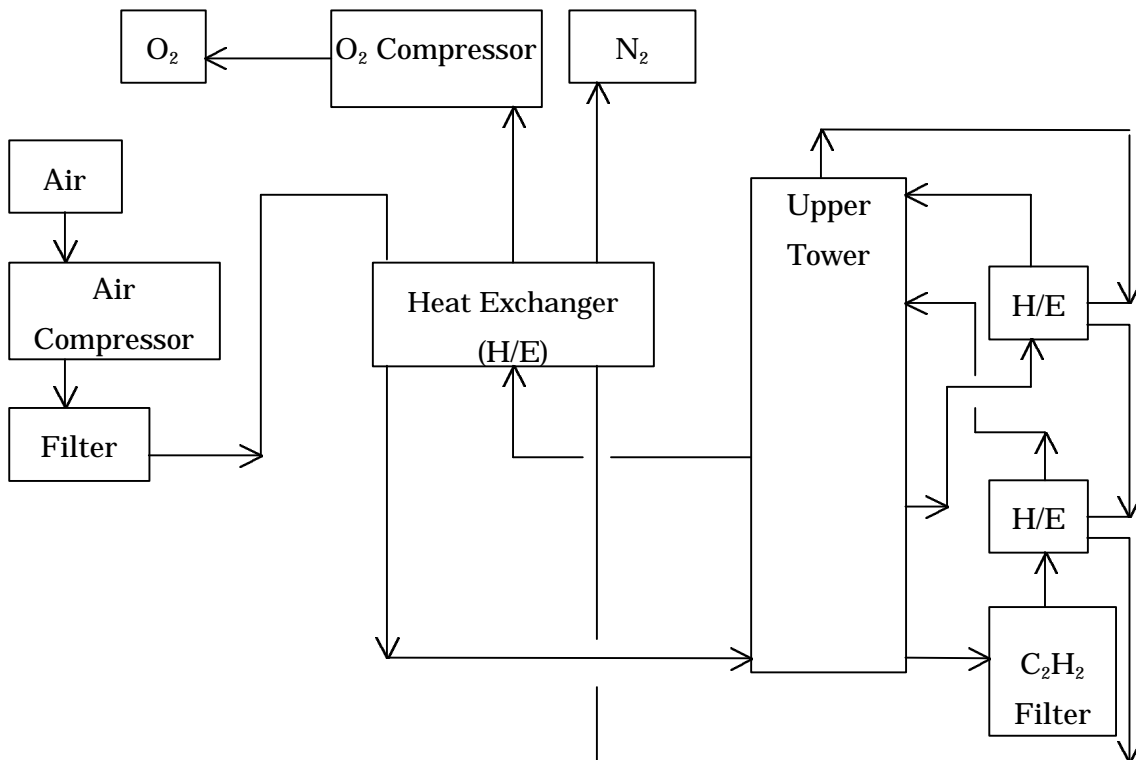 O₂
O₂ Compressor
N₂
Air
Air
Compressor
Filter
Heat Exchanger
(H/E)
Upper
Tower
H/E
H/E
C₂H₂
Filter